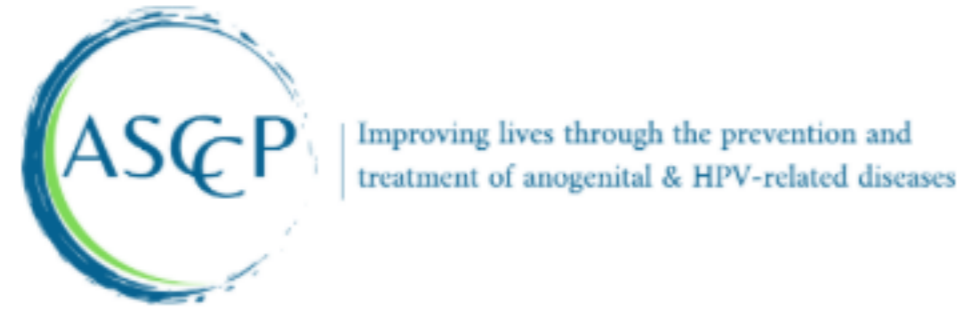 ASCCP
Improving lives through the prevention and
treatment of anogenital & HPV-related diseases